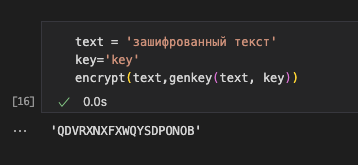 text = 'зашифрованный текст'
key='key'
encrypt(text,genkey(text, key))
[16]
0.0s
...
'QDVRXNXFXWQYSDPONOB'